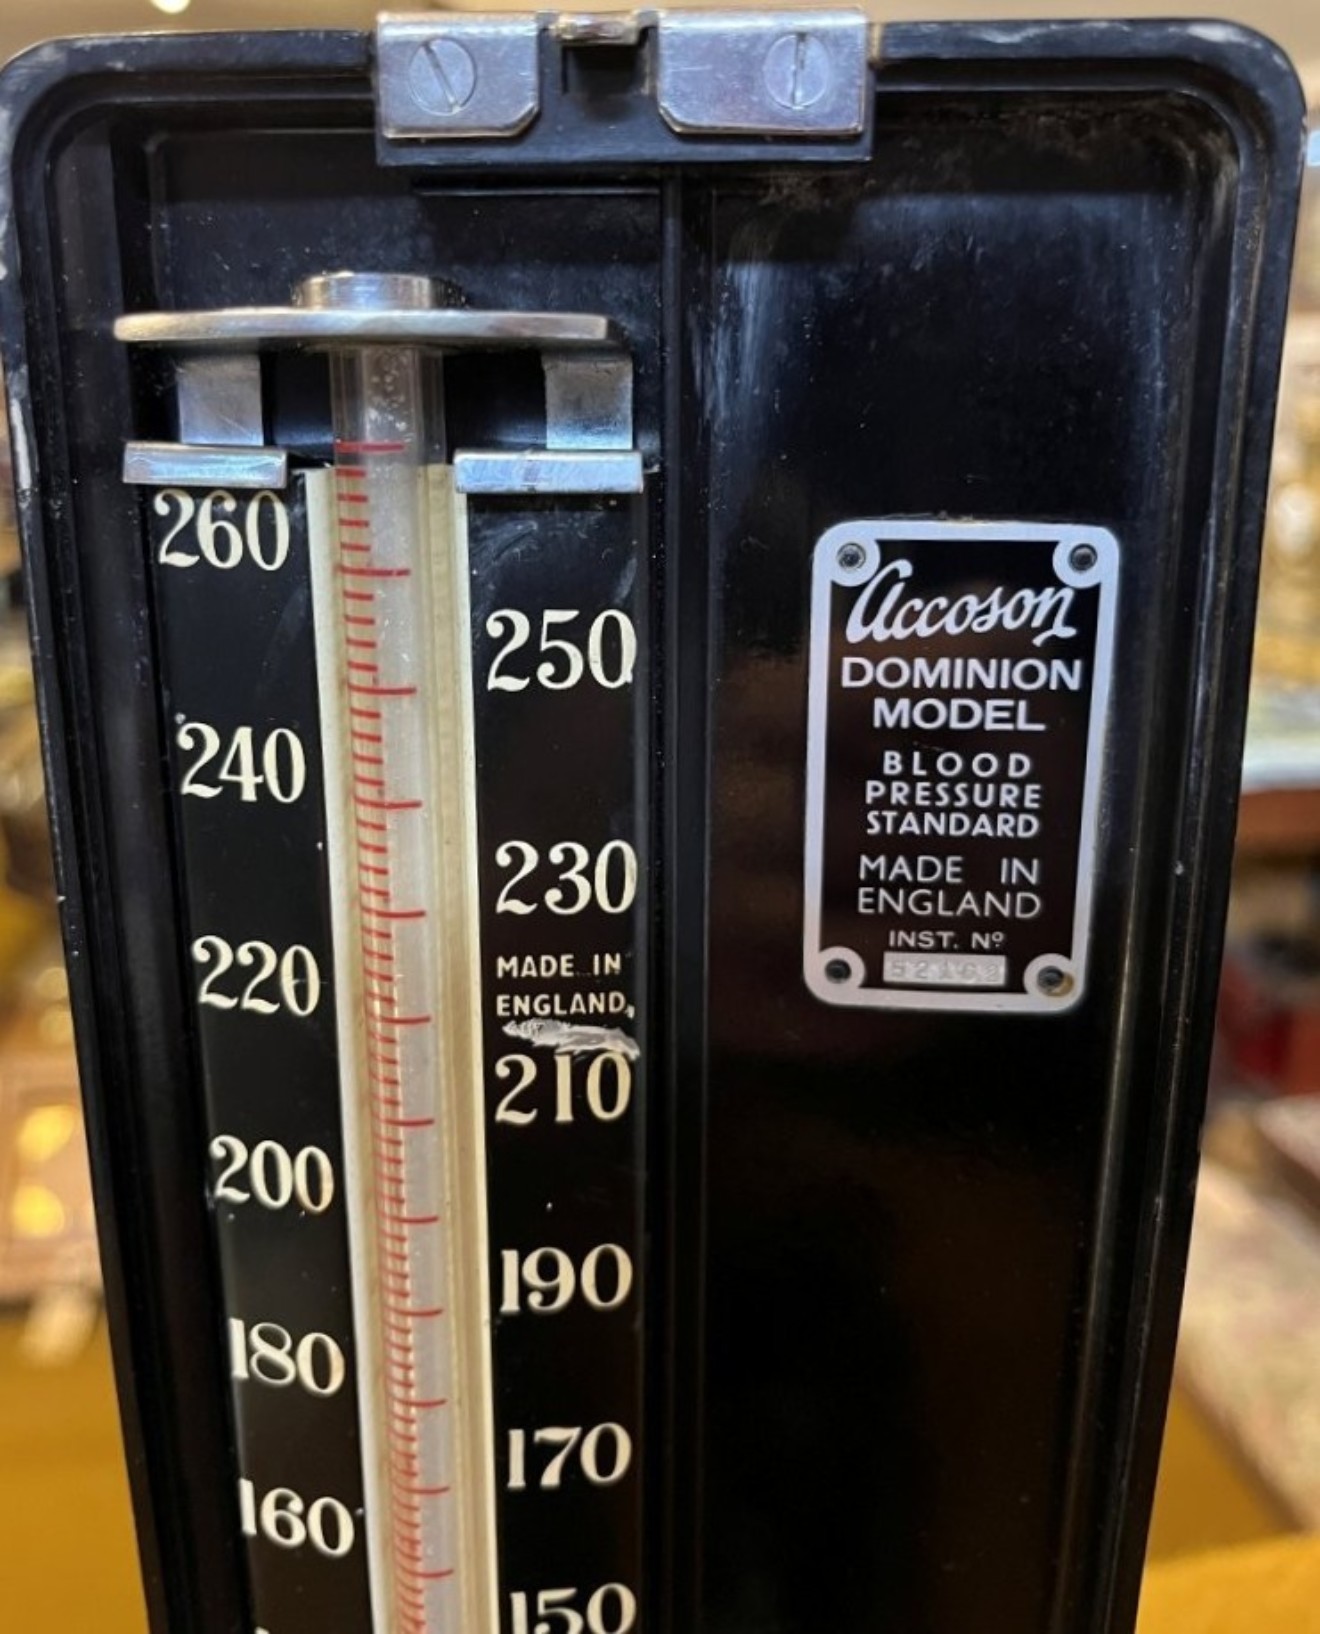 260
250
240
230
MADE IN
ENGLAND
220
210
200
190
180
170
160
150
Accoson
DOMINION
MODEL
BLOOD
PRESSURE
STANDARD
MADE IN
ENGLAND
INST. Nº